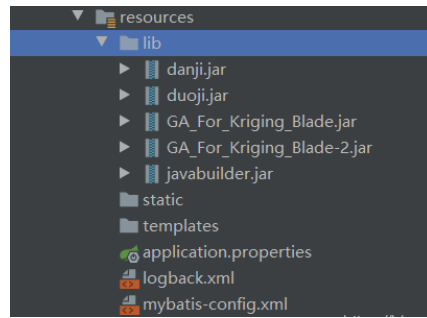 resources
lib
danji.jar
duoji.jar
GA_For_Kriging_Blade.jar
GA_For_Kriging_Blade-2.jar
javabuilder.jar
static
templates
application.properties
logback.xml
mybatis-config.xml